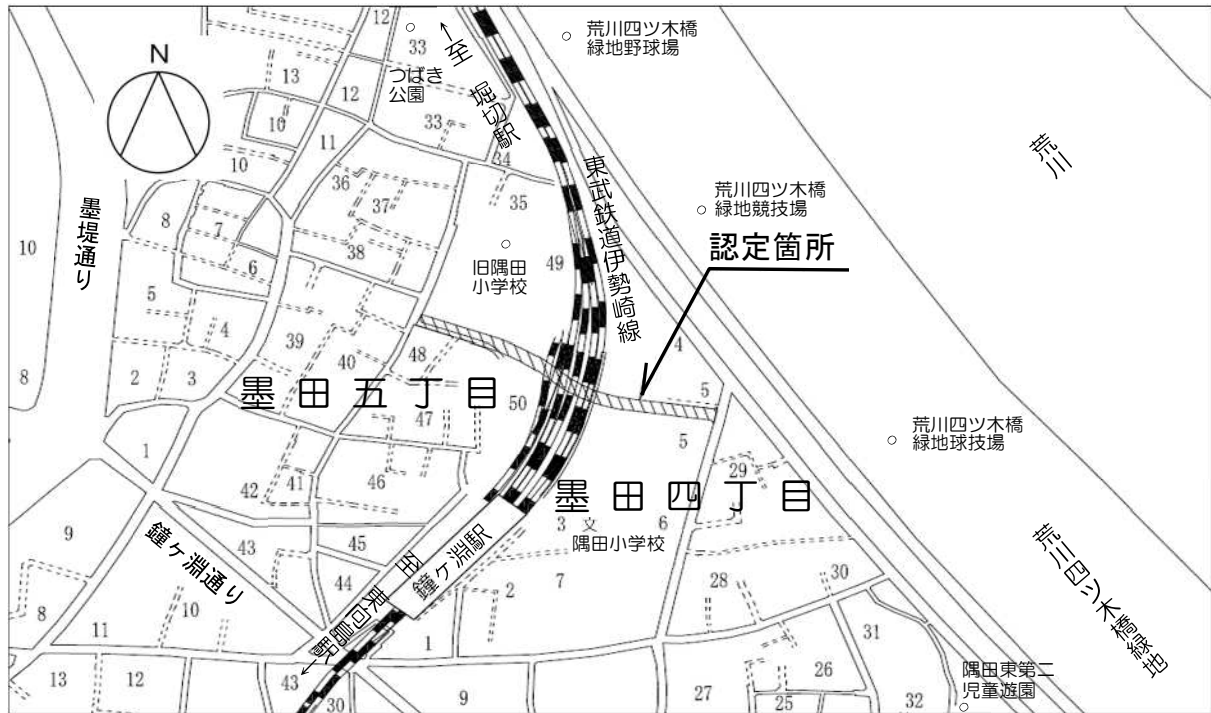 N
12
33
←至 堀切駅
荒川四ツ木橋
緑地野球場
13
12
つばき
公園
10
11
33
34
荒川
10
36
37
35
東武鉄道伊勢崎線
荒川四ツ木橋
緑地競技場
認定箇所
墨堤通り
10
8
7
6
38
旧隅田
小学校
49
5
4
39
40
48
4
8
2
3
墨田五丁目
50
5
47
5
荒川四ツ木橋
緑地球技場
1
42
41
46
29
墨田四丁目
3
文
6
隅田小学校
9
鐘ヶ淵通り
43
45
44
至 東向島駅←
鐘ヶ淵駅
7
2
28
30
荒川四ツ木橋緑地
8
11
10
1
31
13
12
43
30
9
27
26
25
32
隅田東第二
児童遊園